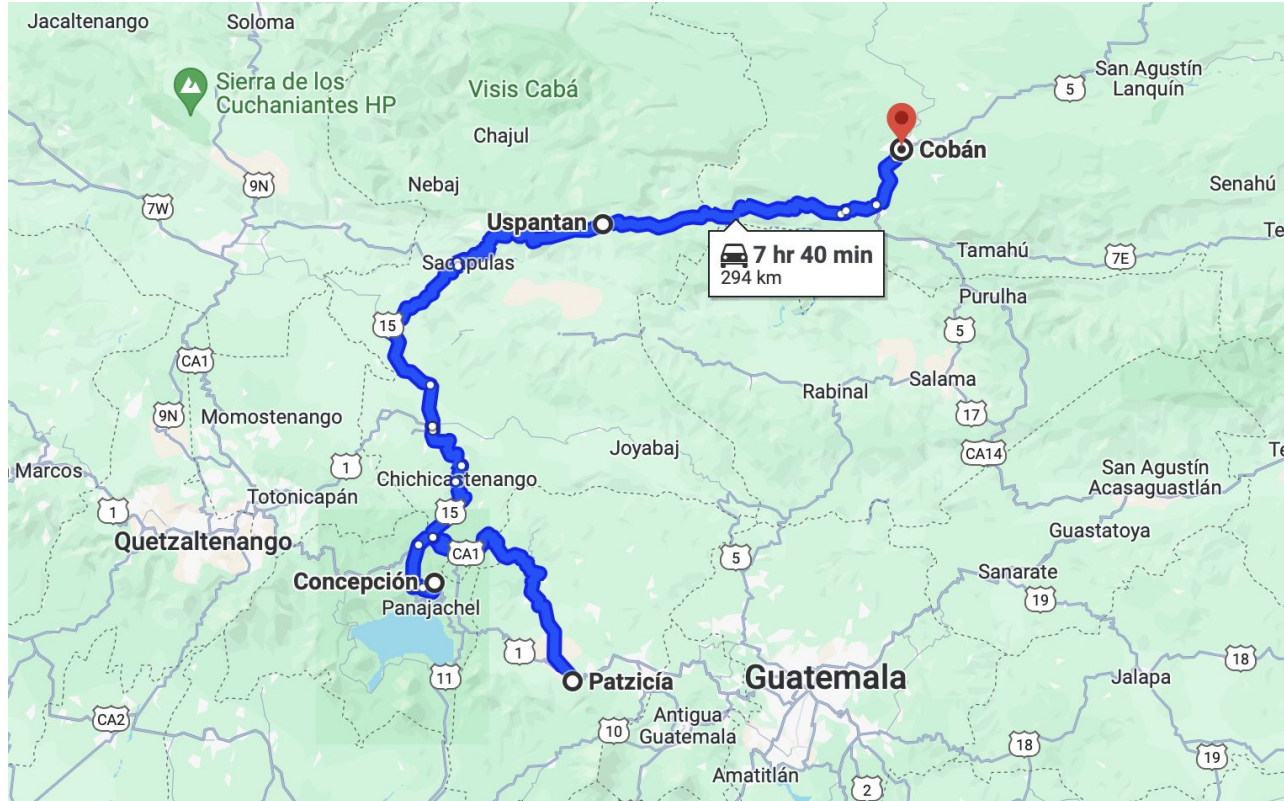 Jacaltenango
Soloma
Sierra de los
Cuchaniantes HP
Visis Cabá
San Agustín
Lanquín
5
Chajul
Cobán
9N
Nebaj
Senahú
7W
Uspantan
7 hr 40 min
294 km
Te
Tamahú
7E
Sacapulas
Purulha
15
5
CA1
Salama
Rabinal
9N
Momostenango
17
Joyabaj
CA14
Marcos
1
Chichicastenango
San Agustín
Acasaguastlán
Te
Totonicapán
1
15
Quetzaltenango
CA1
5
Guastatoya
Concepción
Sanarate
Panajachel
19
1
18
11
Patzicía
Guatemala
Jalapa
CA2
10
Antigua
Guatemala
18
19
Amatitlán
2